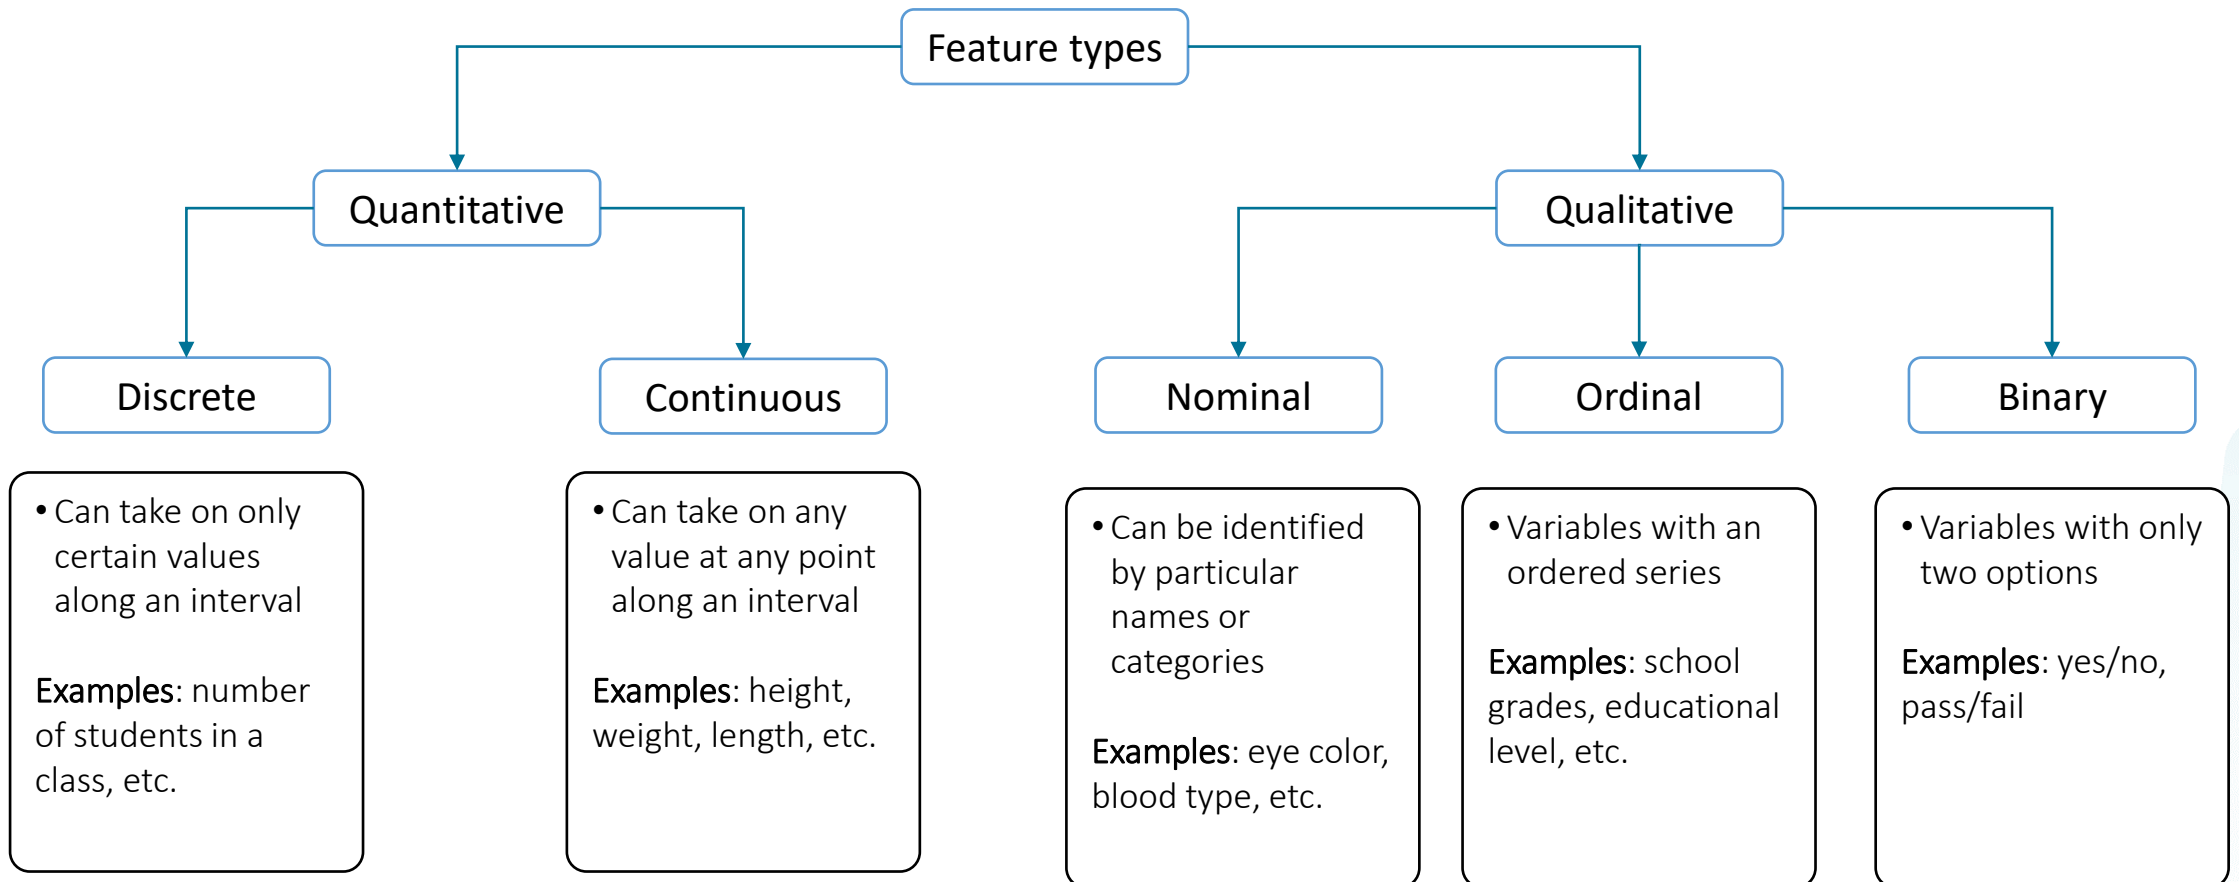 Feature types
Quantitative
Qualitative
Discrete
Continuous
Nominal
Ordinal
Binary
• Can take on only
certain values
along an interval
Examples: number
of students in a
class, etc.
• Can take on any
value at any point
along an interval
Examples: height,
weight, length, etc.
• Can be identified
by particular
names or
categories
Examples: eye color,
blood type, etc.
• Variables with an
ordered series
Examples: school
grades, educational
level, etc.
• Variables with only
two options
Examples: yes/no,
pass/fail